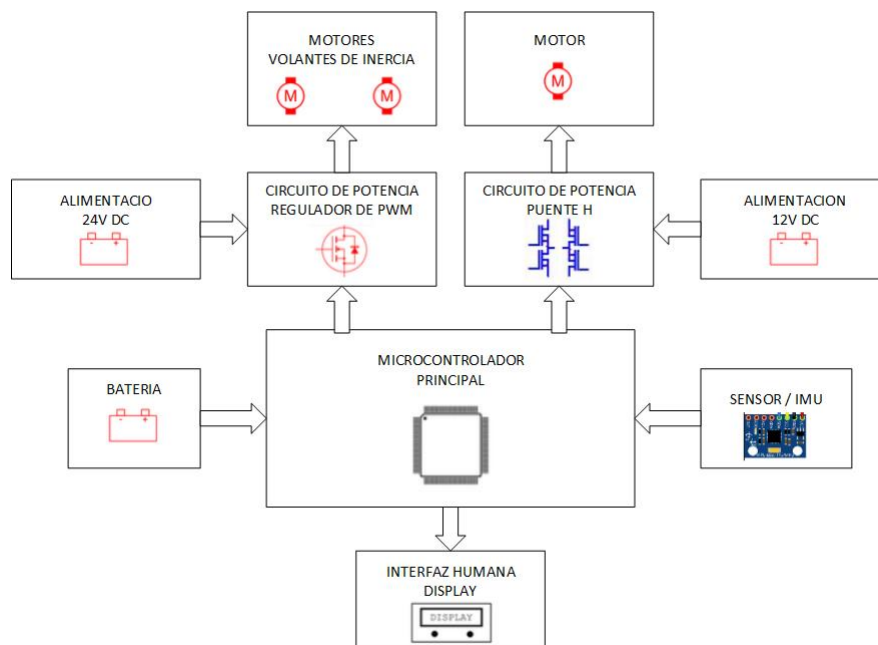 MOTORES
VOLANTES DE INERCIA
M
M
MOTOR
M
ALIMENTACIO
24V DC
- +
CIRCUITO DE POTENCIA
REGULADOR DE PWM
CIRCUITO DE POTENCIA
PUENTE H
ALIMENTACION
12V DC
- +
BATERIA
- +
MICROCONTROLADOR
PRINCIPAL
SENSOR / IMU
INTERFAZ HUMANA
DISPLAY
DISPLAY